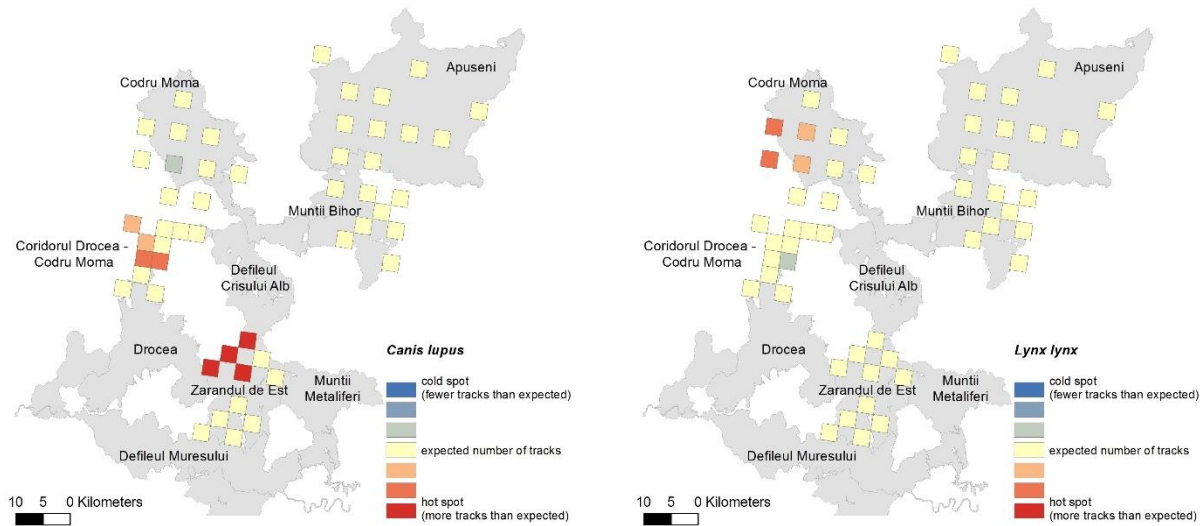 Codru Moma
Apuseni
Muntii Bihor
Coridorul Drocea -
Codru Moma
Defileul
Crisului Alb
Drocea
Zarandul de Est
Muntii
Metaliferi
Defileul Muresului
10 5 0 Kilometers
Canis lupus
cold spot
(fewer tracks than expected)
expected number of tracks
hot spot
(more tracks than expected)
Codru Moma
Apuseni
Muntii Bihor
Coridorul Drocea -
Codru Moma
Defileul
Crisului Alb
Drocea
Zarandul de Est
Muntii
Metaliferi
Defileul Muresului
10 5 0 Kilometers
Lynx lynx
cold spot
(fewer tracks than expected)
expected number of tracks
hot spot
(more tracks than expected)